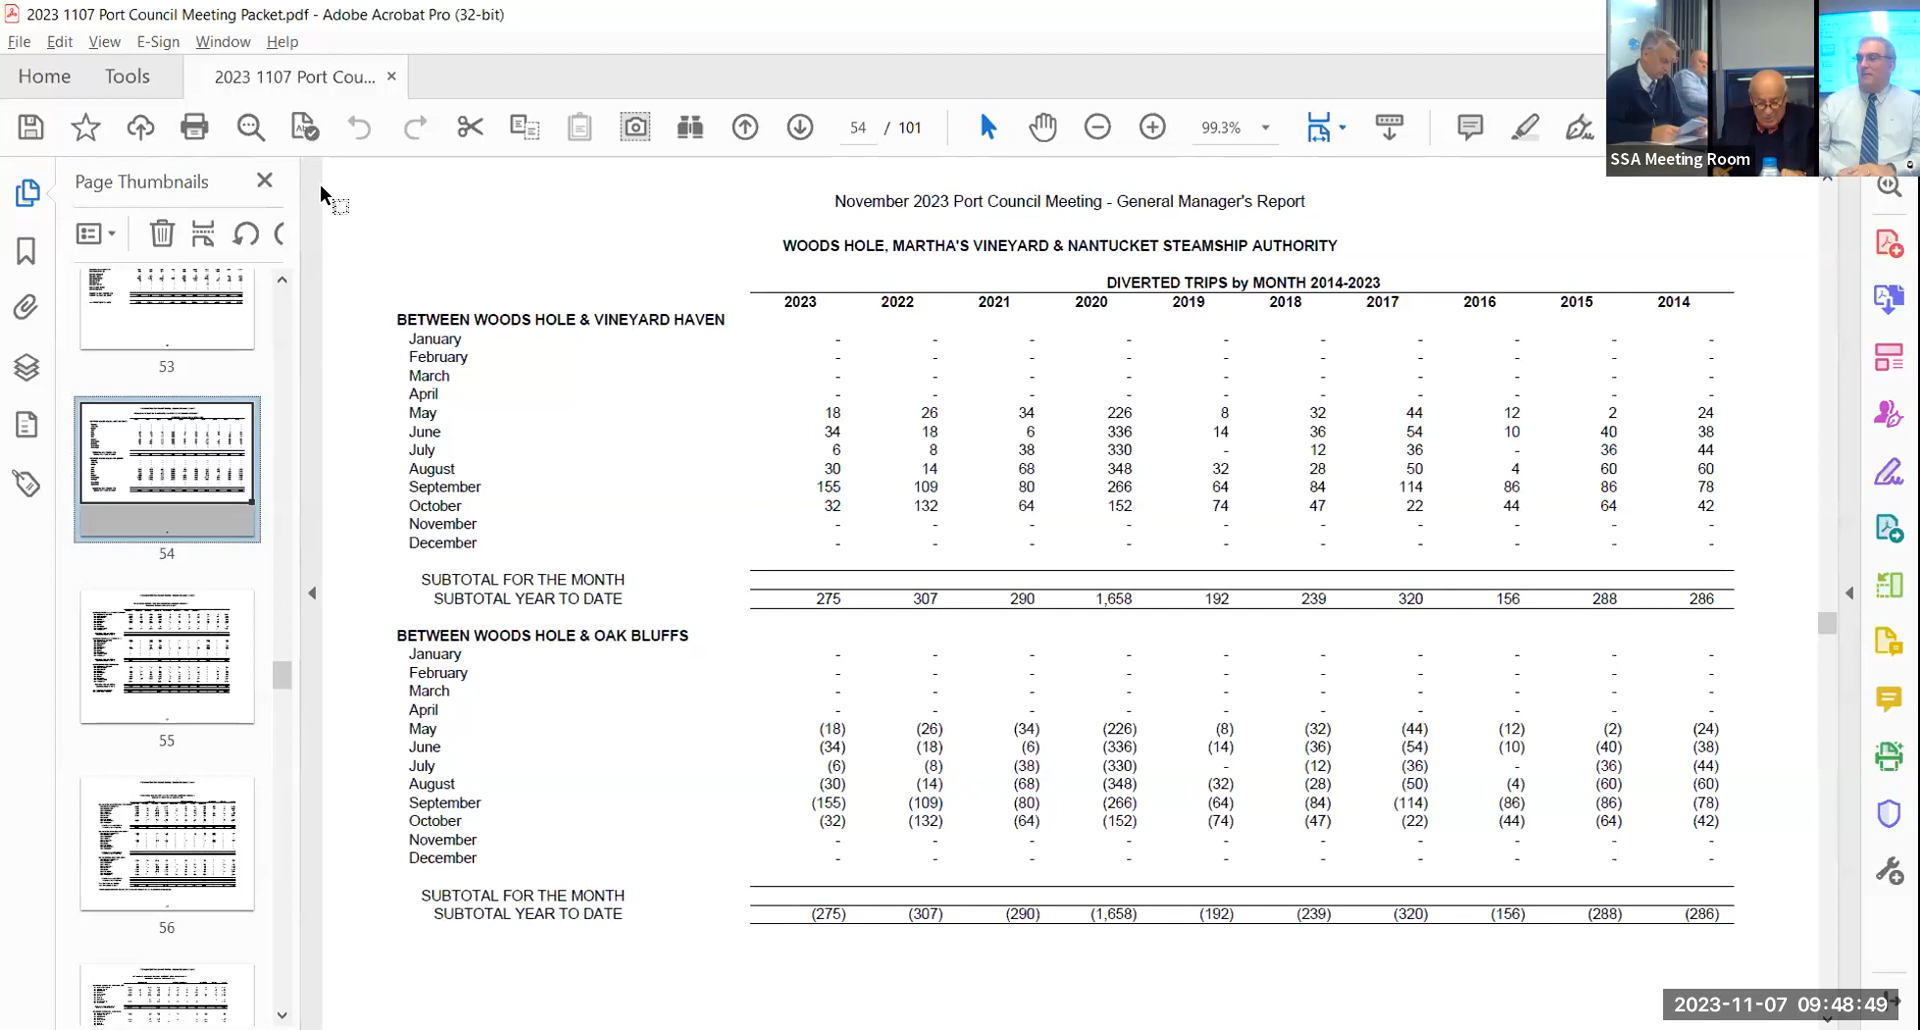 2023 1107 Port Council Meeting Packet.pdf - Adobe Acrobat Pro (32-bit)
File Edit View E-Sign Window Help
Home Tools 2023 1107 Port Cou... ×
54 / 101 99.3%
SSA Meeting Room
Page Thumbnails
53
54
55
56
November 2023 Port Council Meeting - General Manager's Report
WOODS HOLE, MARTHA'S VINEYARD & NANTUCKET STEAMSHIP AUTHORITY
DIVERTED TRIPS by MONTH 2014-2023
2023 2022 2021 2020 2019 2018 2017 2016 2015 2014
BETWEEN WOODS HOLE & VINEYARD HAVEN
January - - - - - - - - - -
February - - - - - - - - - -
March - - - - - - - - - -
April - - - - - - - - - -
May 18 26 34 226 8 32 44 12 2 24
June 34 18 6 336 14 36 54 10 40 38
July 6 8 38 330 - 12 36 - 36 44
August 30 14 68 348 32 28 50 4 60 60
September 155 109 80 266 64 84 114 86 86 78
October 32 132 64 152 74 47 22 44 64 42
November - - - - - - - - - -
December - - - - - - - - - -
SUBTOTAL FOR THE MONTH
SUBTOTAL YEAR TO DATE 275 307 290 1,658 192 239 320 156 288 286
BETWEEN WOODS HOLE & OAK BLUFFS
January - - - - - - - - - -
February - - - - - - - - - -
March - - - - - - - - - -
April - - - - - - - - - -
May (18) (26) (34) (226) (8) (32) (44) (12) (2) (24)
June (34) (18) (6) (336) (14) (36) (54) (10) (40) (38)
July (6) (8) (38) (330) - (12) (36) - (36) (44)
August (30) (14) (68) (348) (32) (28) (50) (4) (60) (60)
September (155) (109) (80) (266) (64) (84) (114) (86) (86) (78)
October (32) (132) (64) (152) (74) (47) (22) (44) (64) (42)
November - - - - - - - - - -
December - - - - - - - - - -
SUBTOTAL FOR THE MONTH
SUBTOTAL YEAR TO DATE (275) (307) (290) (1,658) (192) (239) (320) (156) (288) (286)
2023-11-07 09:48:49